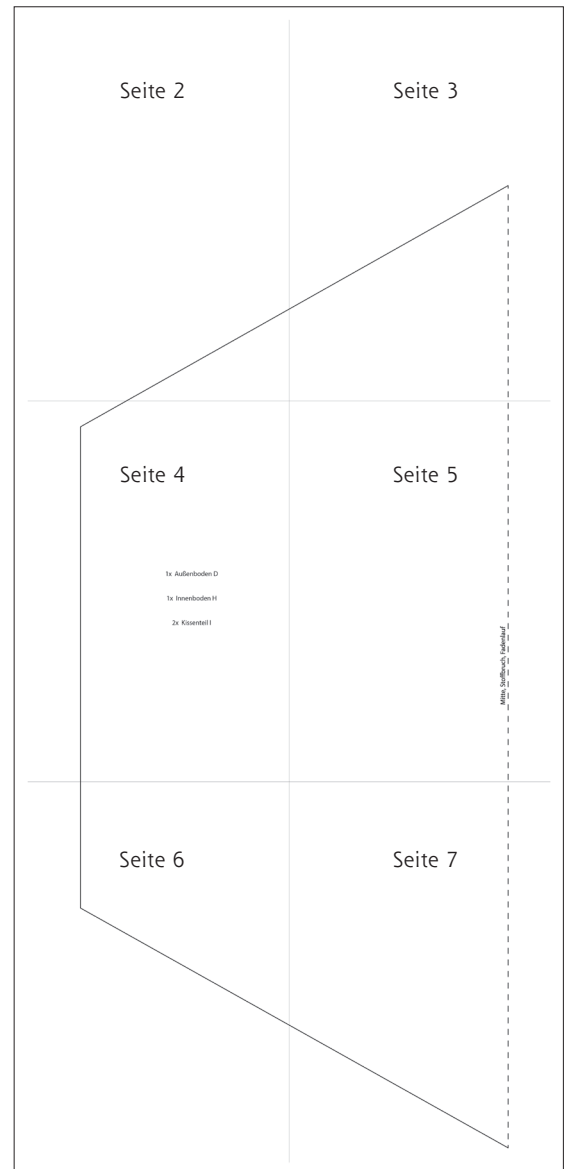 Seite 2
Seite 3
Seite 4
Seite 5
1x Außenboden D
1x Innenboden H
2x Kissenteil I
Mitte, Stoffbruch, Fadenlauf
Seite 6
Seite 7